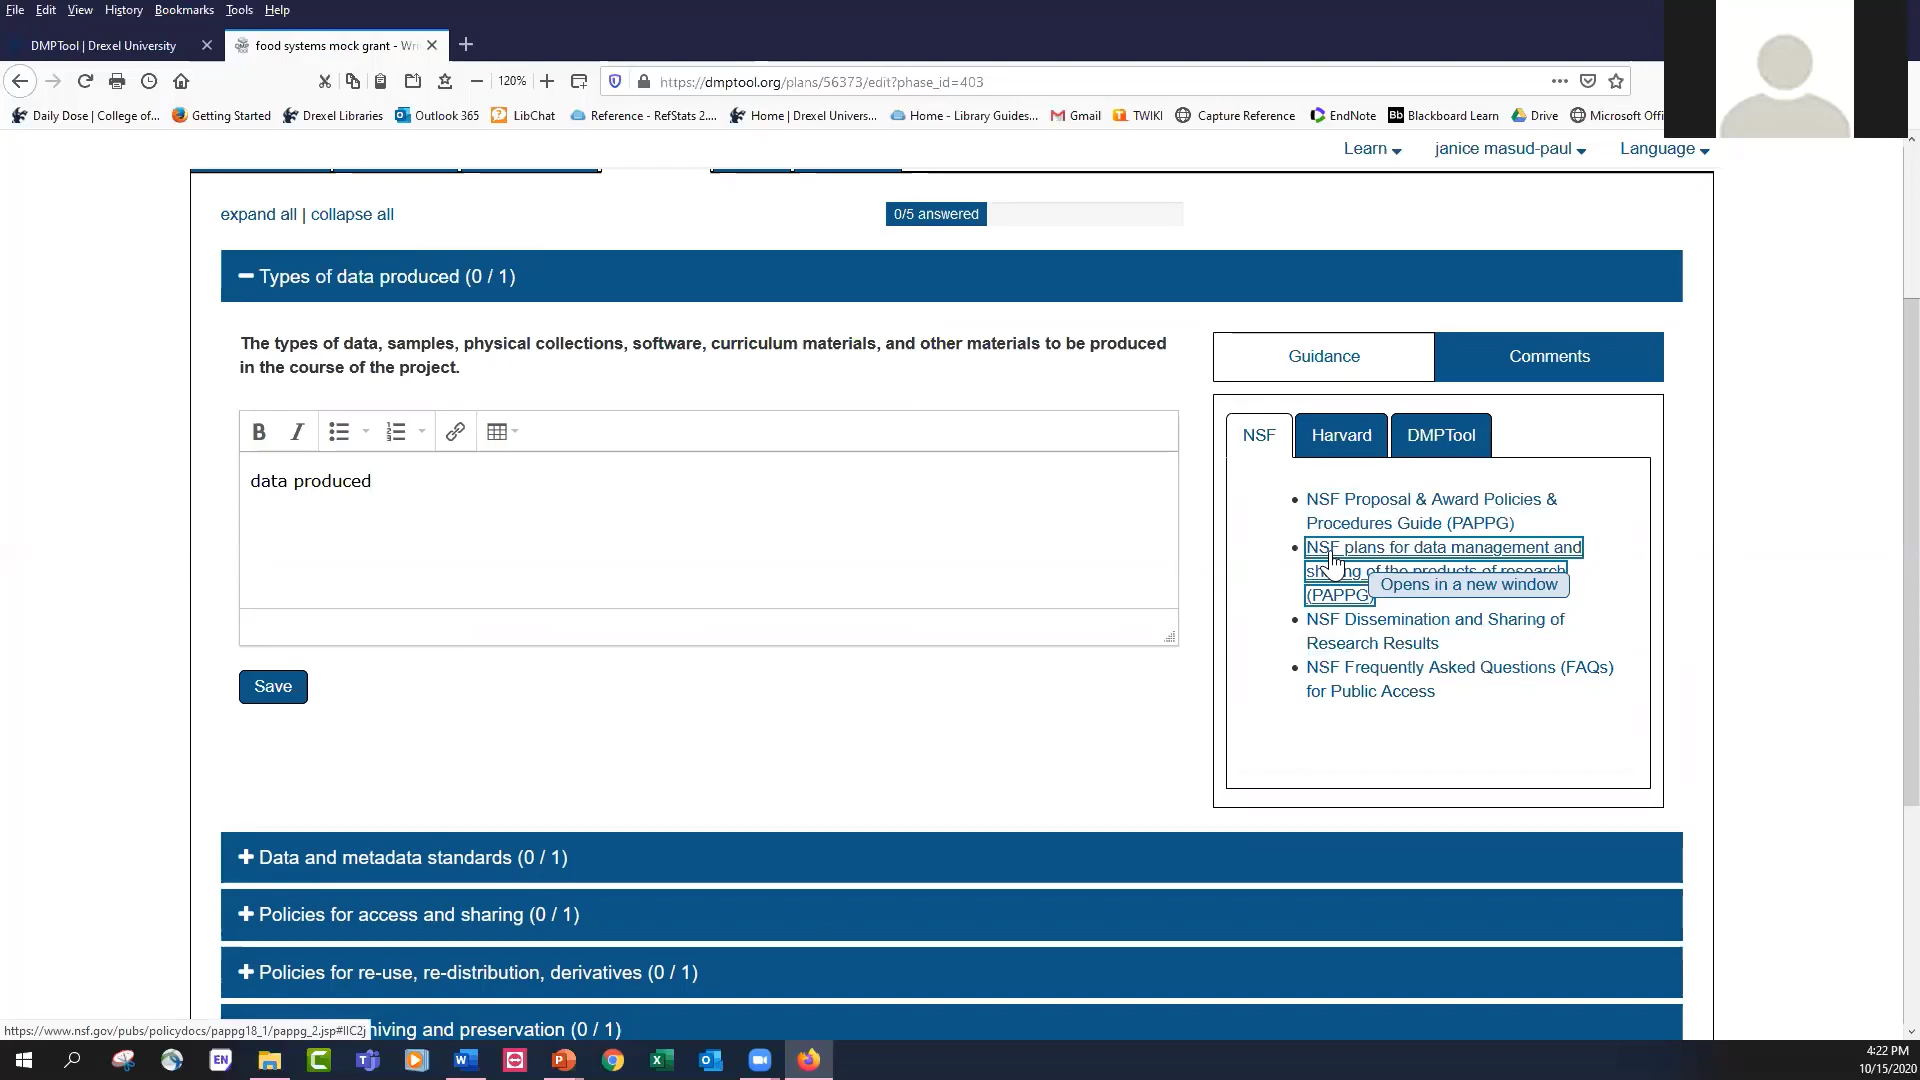 File Edit View History Bookmarks Tools Help
DMPTool | Drexel University
food systems mock grant - Wri
120%
https://dmptool.org/plans/56373/edit?phase_id=403
Daily Dose | College of... Getting Started Drexel Libraries Outlook 365 LibChat Reference - RefStats 2.... Home | Drexel Univers... Home - Library Guides... Gmail TWIKI Capture Reference EndNote Bb Blackboard Learn Drive Microsoft Offi
Learn janice masud-paul Language
expand all | collapse all
0/5 answered
Types of data produced (0 / 1)
The types of data, samples, physical collections, software, curriculum materials, and other materials to be produced
in the course of the project.
Guidance Comments
B I
NSF Harvard DMPTool
data produced
NSF Proposal & Award Policies &
Procedures Guide (PAPPG)
NSF plans for data management and
of the products of research
(PAPPG)
Opens in a new window
NSF Dissemination and Sharing of
Research Results
NSF Frequently Asked Questions (FAQs)
for Public Access
Save
Data and metadata standards (0 / 1)
Policies for access and sharing (0 / 1)
Policies for re-use, re-distribution, derivatives (0 / 1)
hiving and preservation (0 / 1)
https://www.nsf.gov/pubs/policydocs/pappg18_1/pappg_2.jsp#IIC2j
EN
4:22 PM
10/15/2020